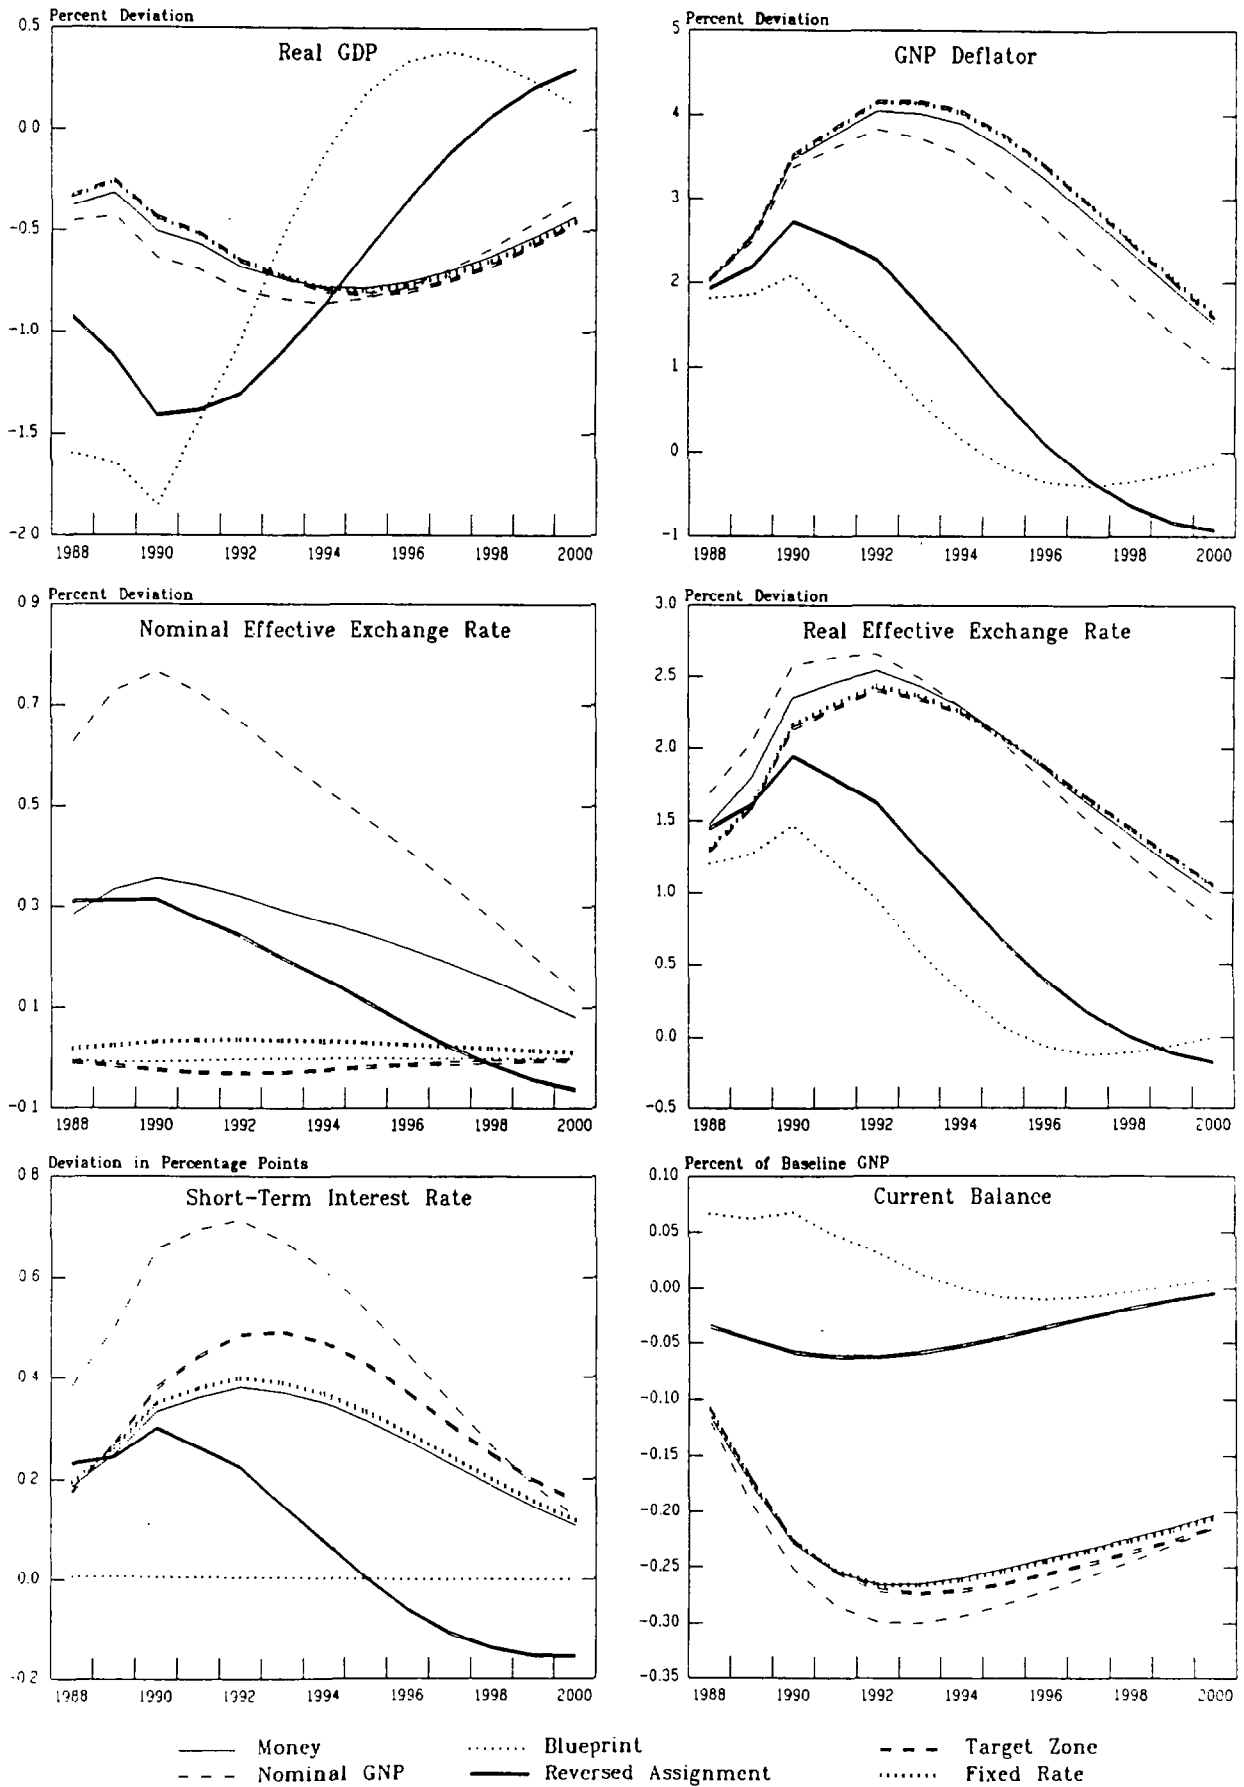 Percent Deviation
Real GDP
0.5
0.0
-0.5
-1.0
-1.5
-2 0
1988 1990 1992 1994 1996 1998 2000
Percent Deviation
GNP Deflator
5
4
3
2
1
0
-1
1988 1990 1992 1994 1996 1998 2000
Percent Deviation
Nominal Effective Exchange Rate
0 9
0.7
0.5
0.3
0 1
-0 1
1988 1990 1992 1994 1996 1998 2000
Percent Deviation
Real Effective Exchange Rate
3.0
2.5
2.0
1.5
1.0
0.5
0.0
-0.5
1988 1990 1992 1994 1996 1998 2000
Deviation in Percentage Points
Short-Term Interest Rate
0.8
0 6
0 4
0 2
0.0
-0 2
1988 1990 1992 1994 1996 1998 2000
Percent of Baseline GNP
Current Balance
0.10
0.05
0.00
-0.05
-0.10
-0.15
-0.20
-0.25
-0.30
-0.35
1988 1990 1992 1994 1996 1998 2000
Money Blueprint Target Zone
Nominal GNP Reversed Assignment Fixed Rate